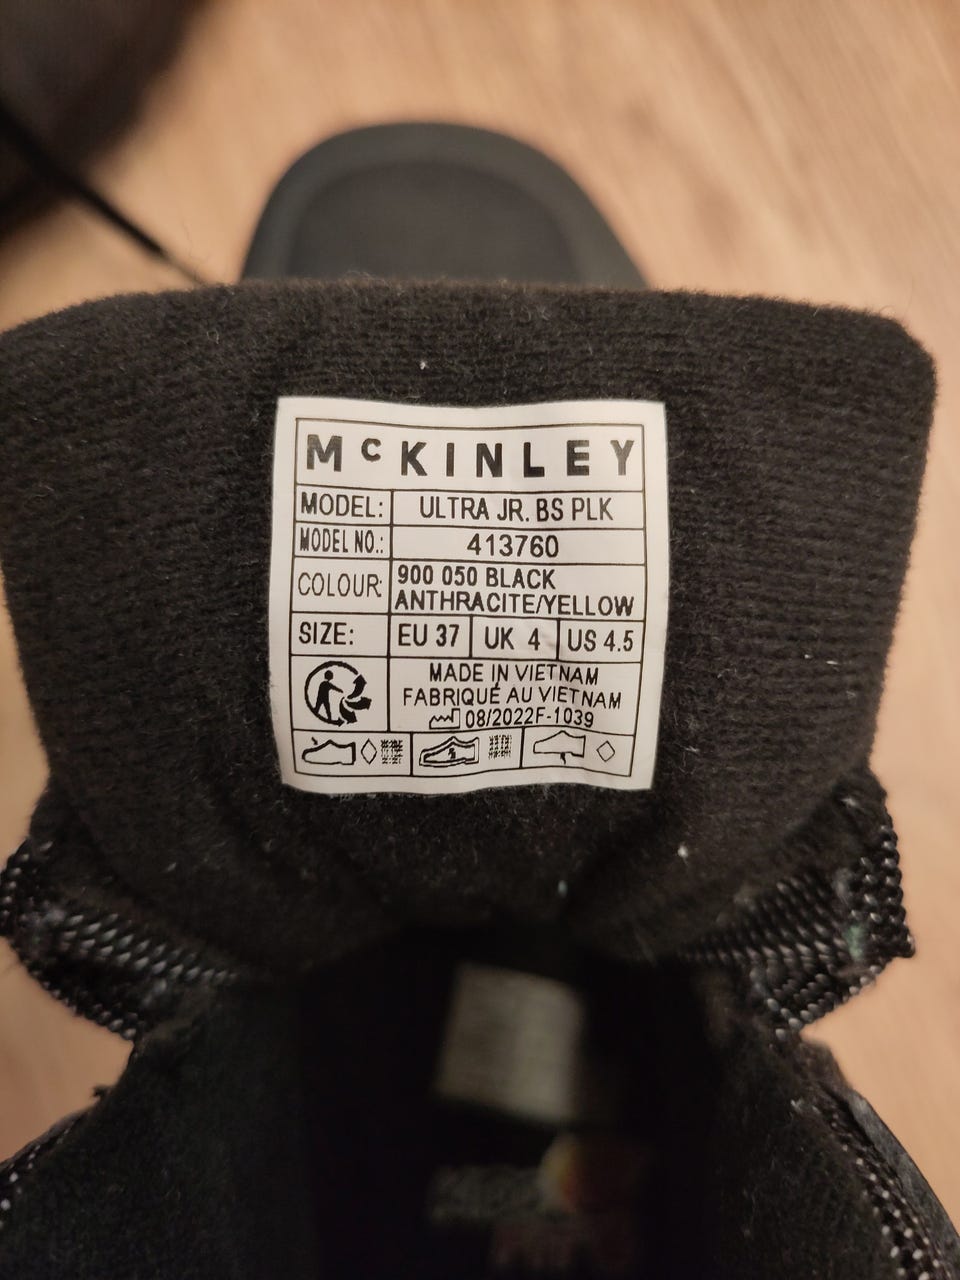 McKINLEY
MODEL: ULTRA JR. BS PLK
MODEL NO.: 413760
COLOUR: 900 050 BLACK
ANTHRACITE/YELLOW
SIZE: EU 37 UK 4 US 4.5
MADE IN VIETNAM
FABRIQUÉ AU VIETNAM
08/2022F-1039